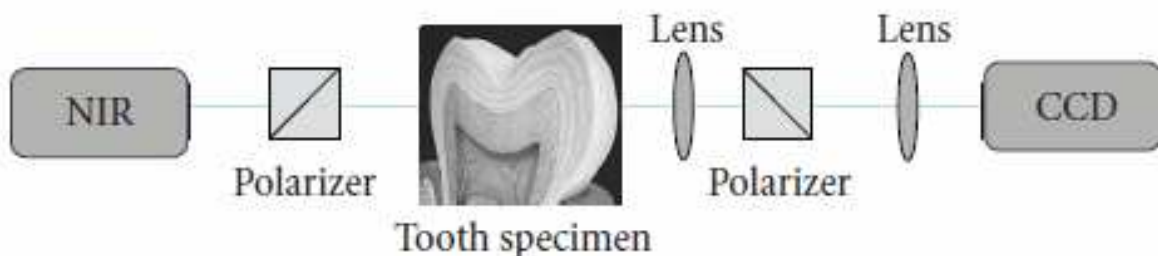 Lens
Lens
NIR
CCD
Polarizer
Polarizer
Tooth specimen